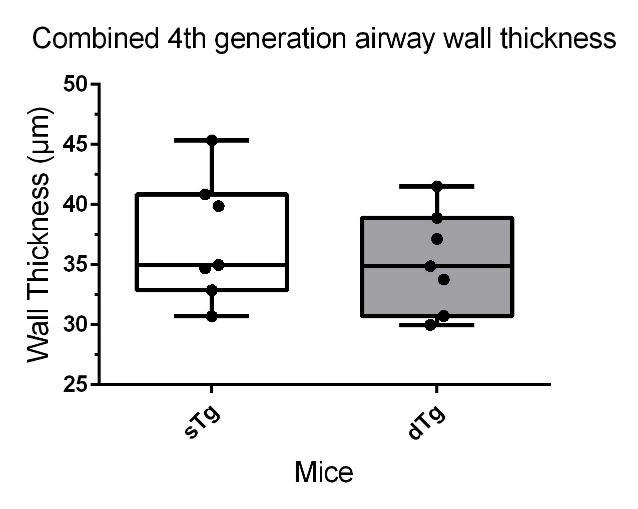 Combined 4th generation airway wall thickness
Wall Thickness (µm)
50
45
40
35
30
25
sTg
dTg
Mice